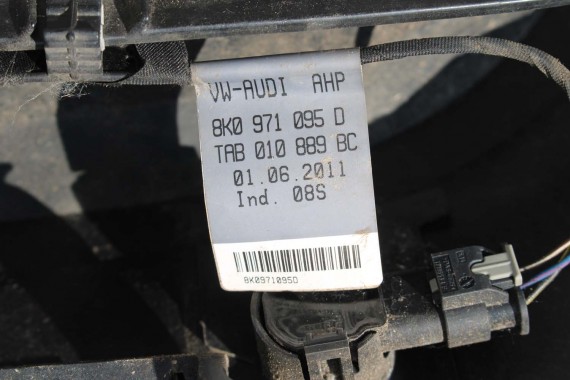 VW-AUDI AHP
8K0 971 095 D
TAB 010 889 BC
01.06.2011
Ind. 08S
8K0971095D